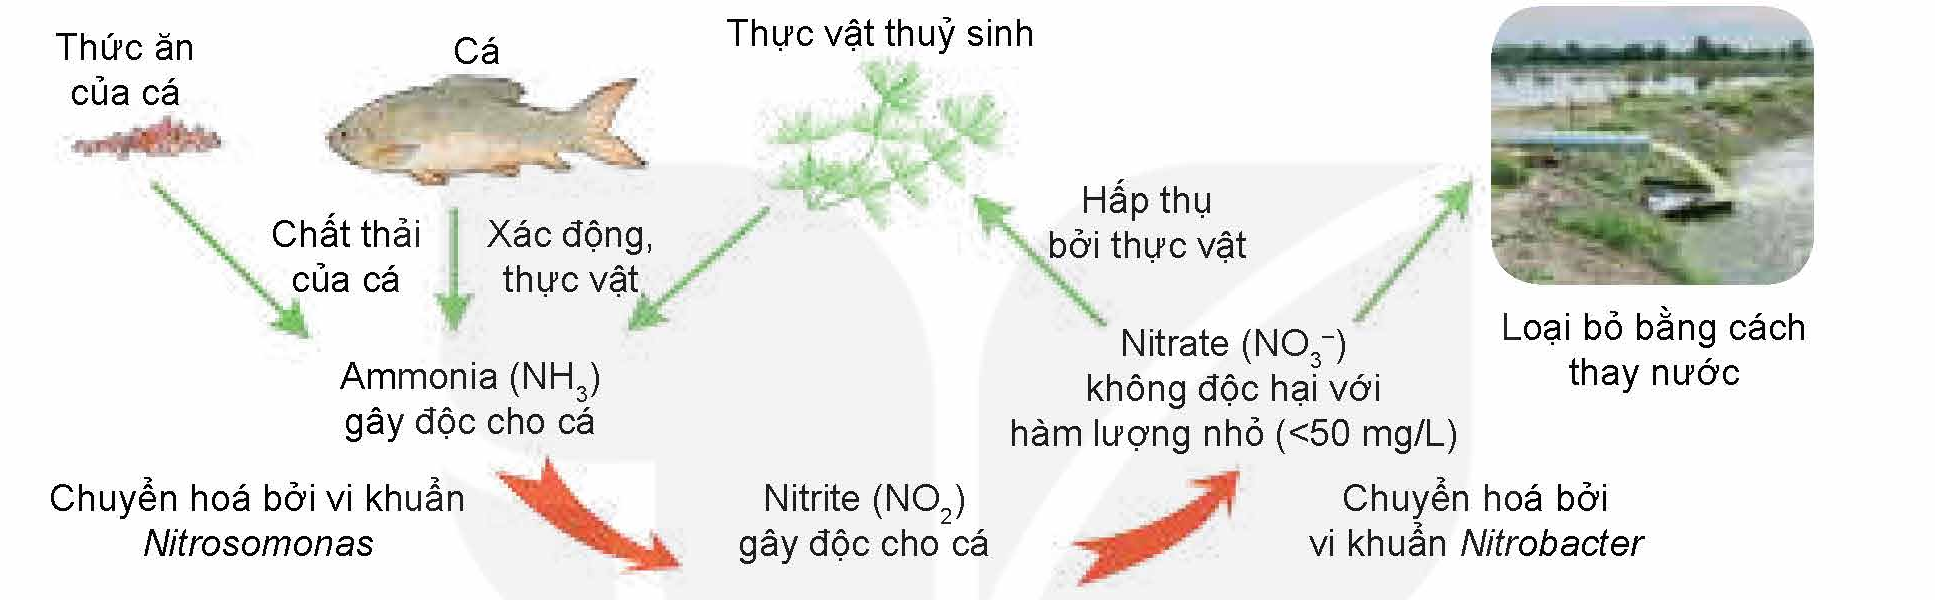 Thức ăn
của cá
Cá
Thực vật thuỷ sinh
Chất thải
của cá
Xác động,
thực vật
Hấp thụ
bởi thực vật
Loại bỏ bằng cách
thay nước
Ammonia (NH₃)
gây độc cho cá
Nitrate (NO₃⁻)
không độc hại với
hàm lượng nhỏ (<50 mg/L)
Chuyển hoá bởi vi khuẩn
Nitrosomonas
Nitrite (NO₂)
gây độc cho cá
Chuyển hoá bởi
vi khuẩn Nitrobacter